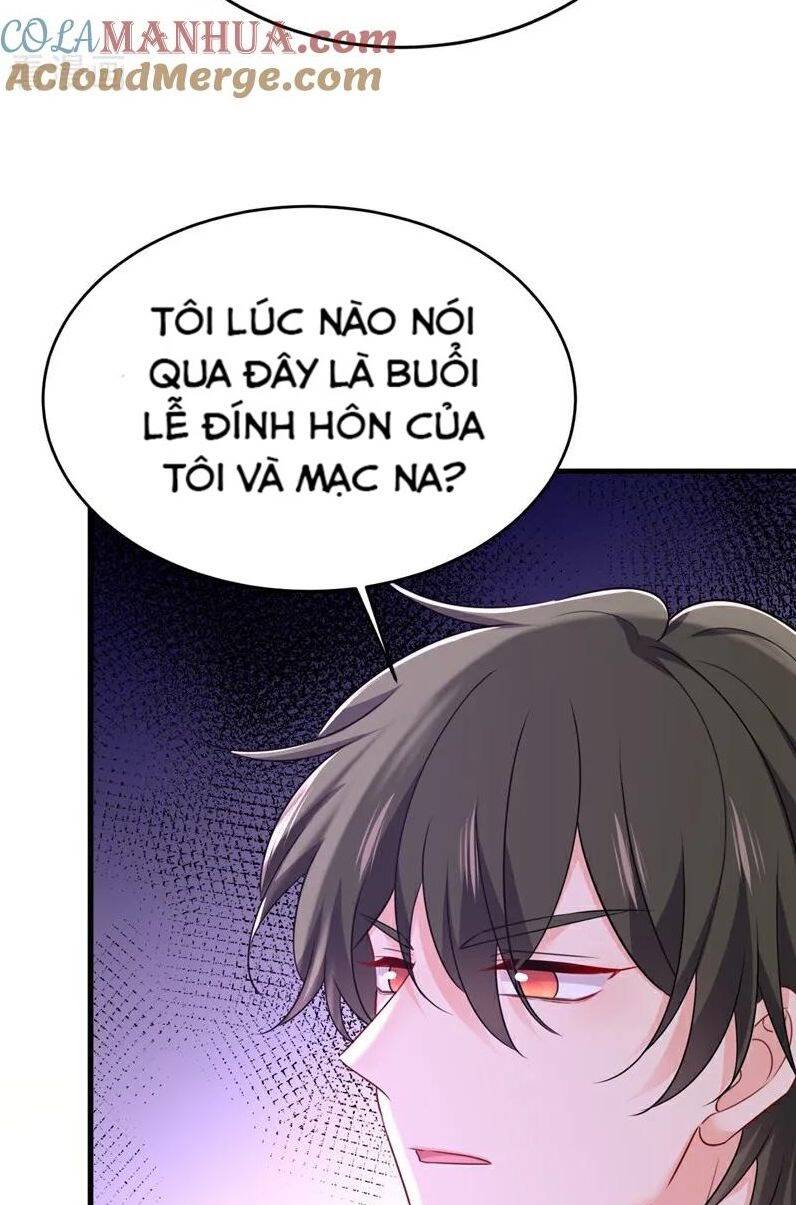 COLAMANHUA.com
AcloudMerge.com
TÔI LÚC NÀO NÓI
QUA ĐÂY LÀ BUỔI
LỄ ĐÍNH HÔN CỦA
TÔI VÀ MẠC NA?